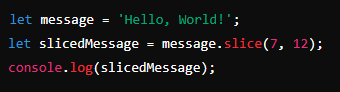 let message = 'Hello, World!';
let slicedMessage = message.slice(7, 12);
console.log(slicedMessage);